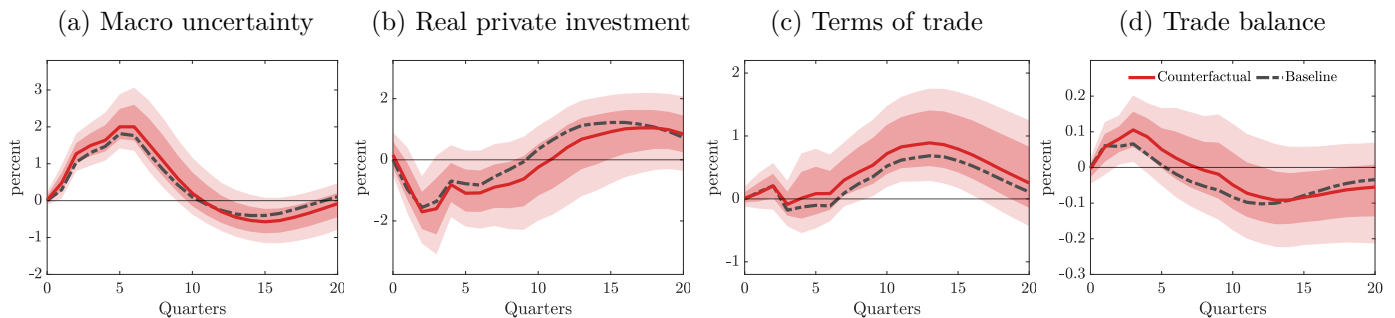 (a) Macro uncertainty
3
2
1
0
-1
-2
percent
0 5 10 15 20
Quarters
(b) Real private investment
2
0
-2
percent
0 5 10 15 20
Quarters
(c) Terms of trade
2
1
0
-1
percent
0 5 10 15 20
Quarters
(d) Trade balance
Counterfactual Baseline
0.2
0.1
0
-0.1
-0.2
-0.3
percent
0 5 10 15 20
Quarters